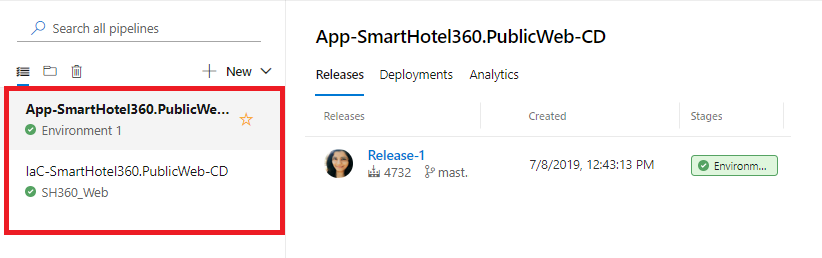 Search all pipelines
New
App-SmartHotel360.PublicWe...
Environment 1
IaC-SmartHotel360.PublicWeb-CD
SH360_Web
App-SmartHotel360.PublicWeb-CD
Releases Deployments Analytics
Releases Created Stages
Release-1 7/8/2019, 12:43:13 PM Environm...
4732 mast.